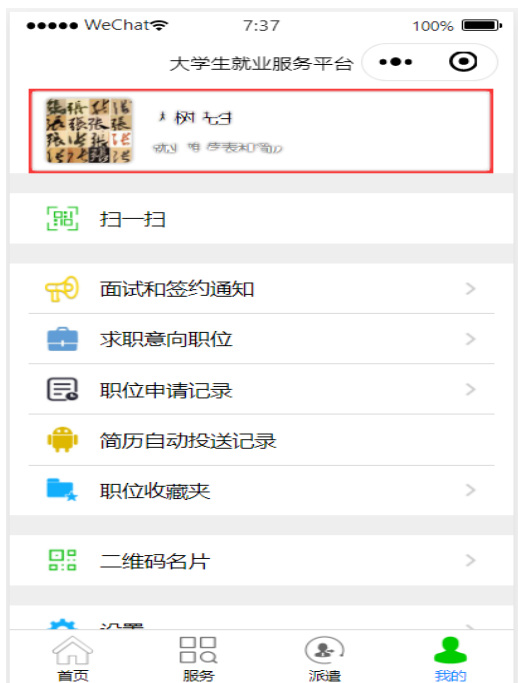 WeChat 7:37 100%
大学生就业服务平台
扫一扫
面试和签约通知
求职意向职位
职位申请记录
简历自动投送记录
职位收藏夹
二维码名片
设置
首页 服务 派遣 我的